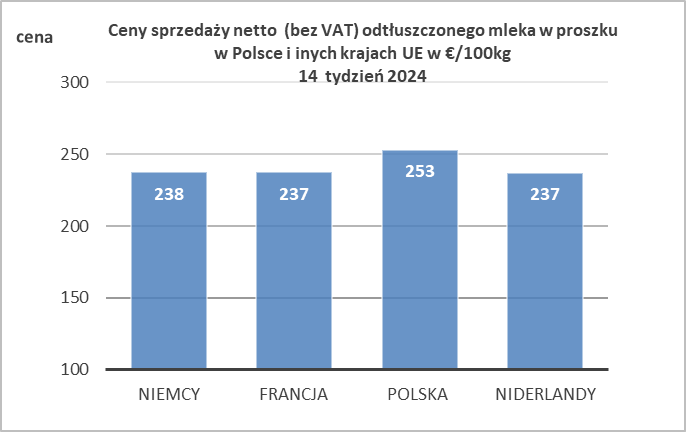 cena
Ceny sprzedaży netto (bez VAT) odtłuszczonego mleka w proszku
w Polsce i inych krajach UE w €/100kg
14 tydzień 2024
300
250
200
150
100
238
237
253
237
NIEMCY
FRANCJA
POLSKA
NIDERLANDY